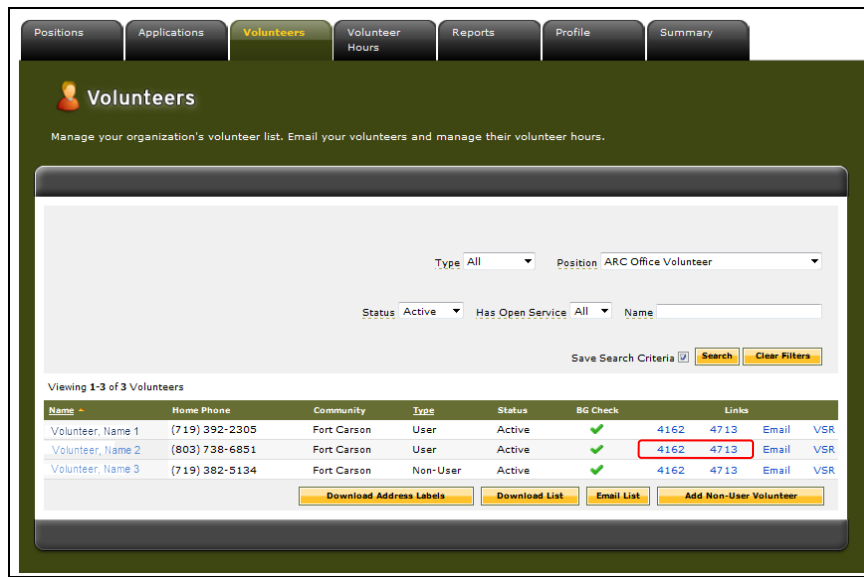 Positions Applications Volunteers Volunteer Hours Reports Profile Summary
Volunteers
Manage your organization's volunteer list. Email your volunteers and manage their volunteer hours.
Type All Position ARC Office Volunteer
Status Active Has Open Service All Name
Save Search Criteria Search Clear Filters
Viewing 1-3 of 3 Volunteers
Name Home Phone Community Type Status BG Check Links
Volunteer, Name 1 (719) 392-2305 Fort Carson User Active 4162 4713 Email VSR
Volunteer, Name 2 (803) 738-6851 Fort Carson User Active 4162 4713 Email VSR
Volunteer, Name 3 (719) 382-5134 Fort Carson Non-User Active 4162 4713 Email VSR
Download Address Labels Download List Email List Add Non-User Volunteer